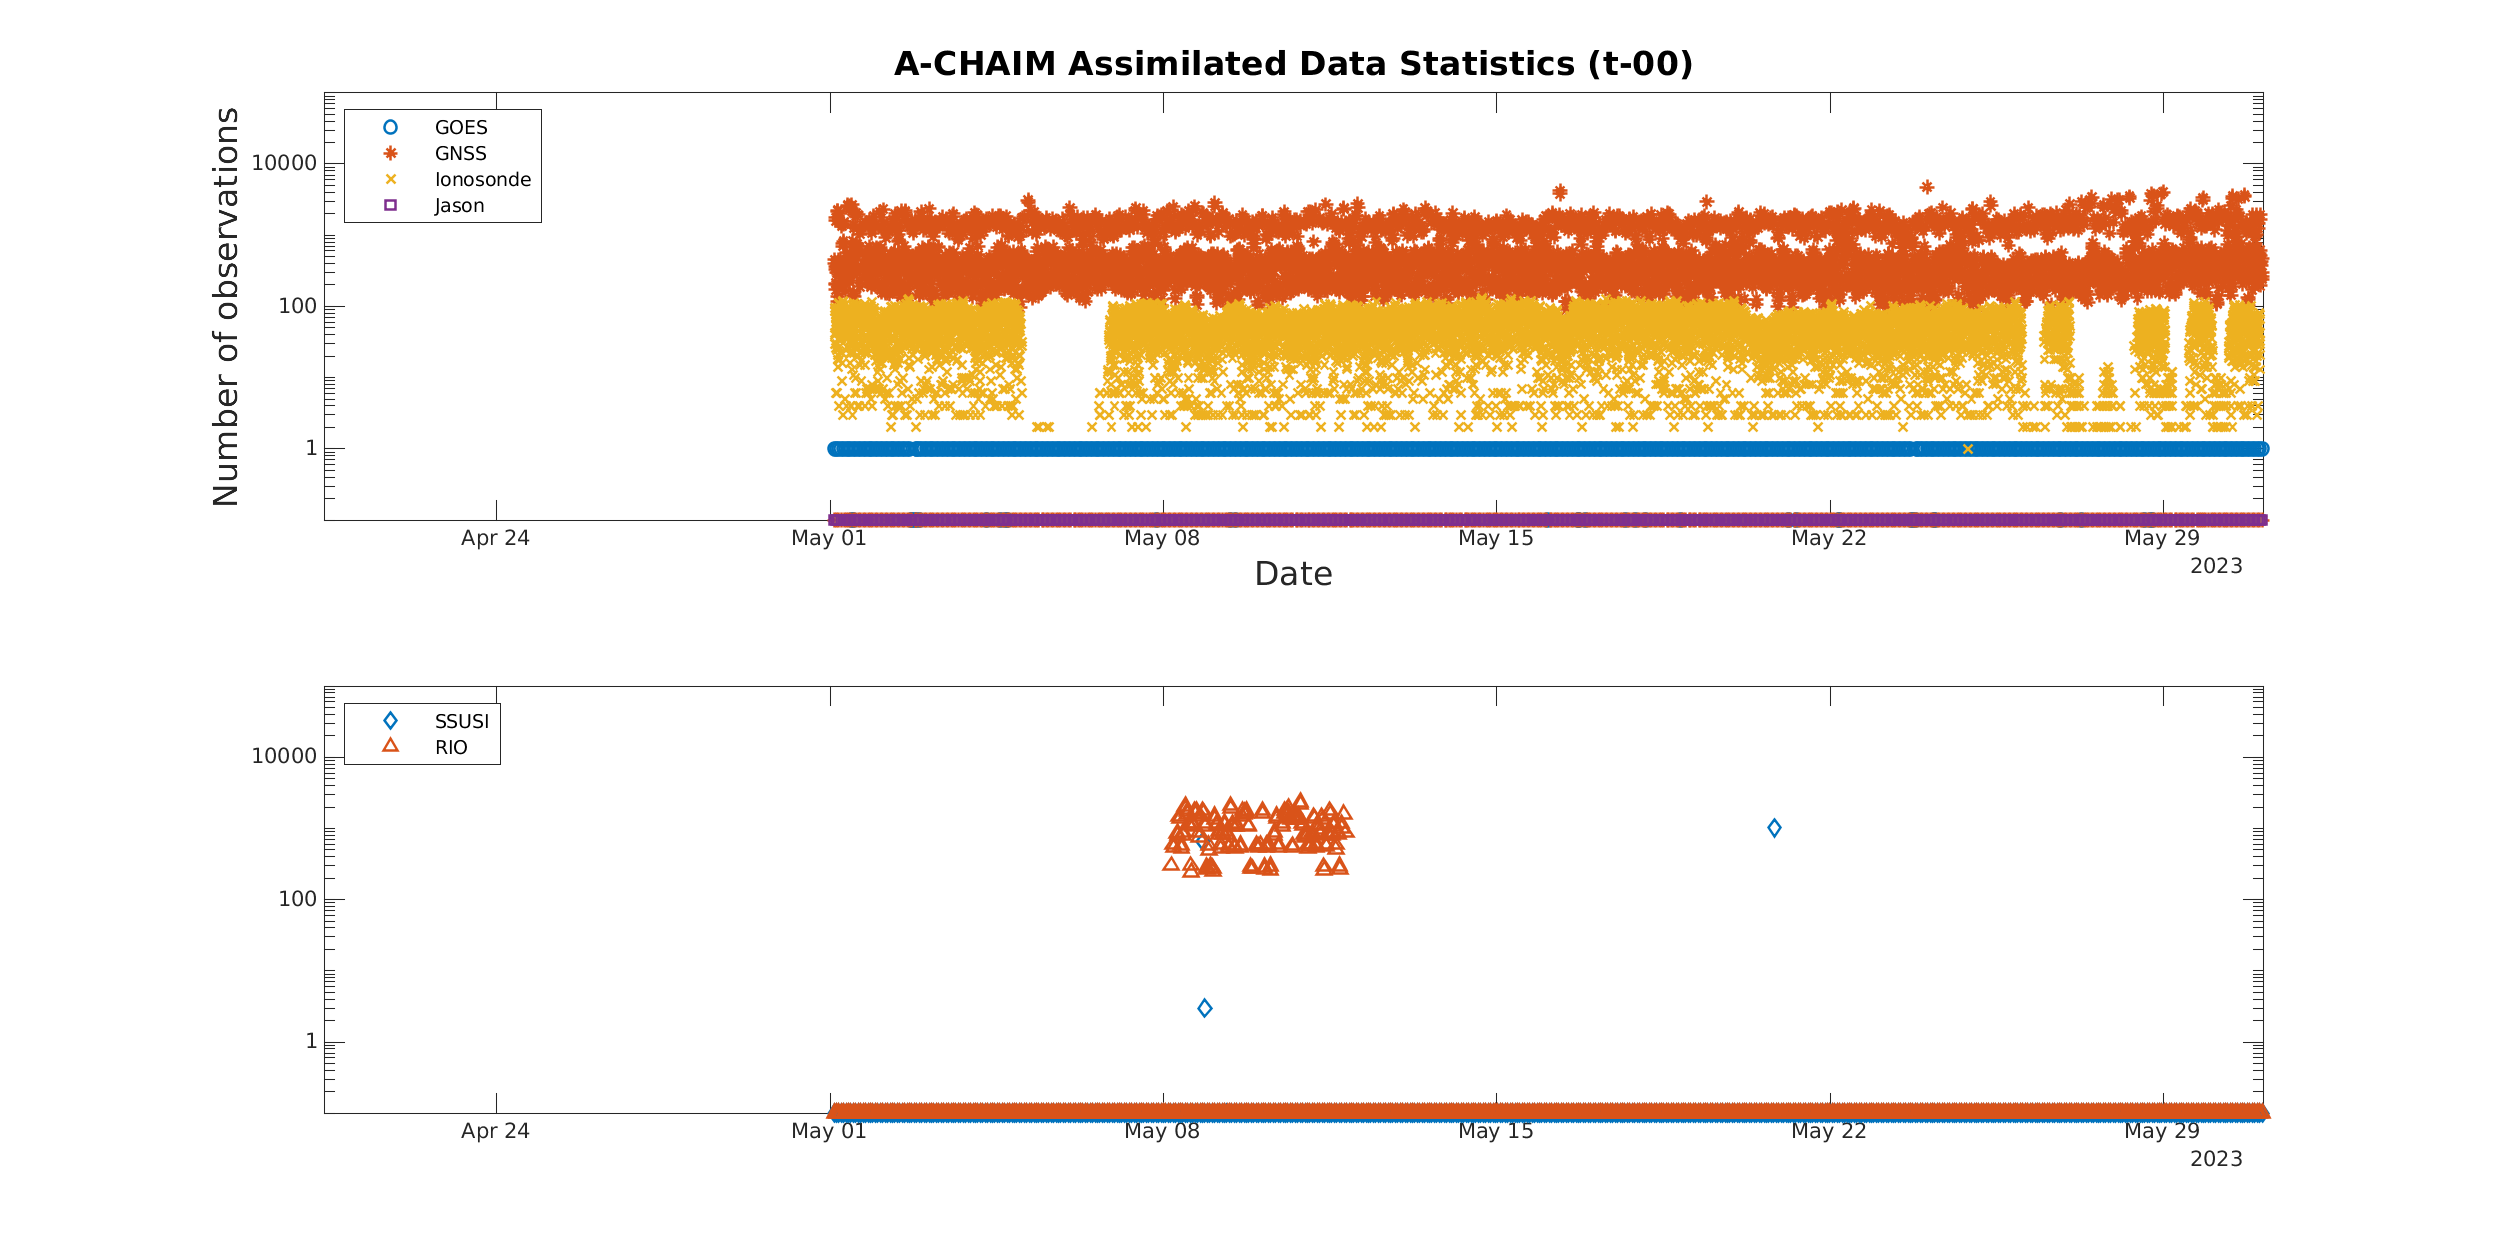 A-CHAIM Assimilated Data Statistics (t-00)
Number of observations
10000
100
1
GOES
GNSS
Ionosonde
Jason
Apr 24 May 01 May 08 May 15 May 22 May 29
2023
Date
10000
100
1
SSUSI
RIO
Apr 24 May 01 May 08 May 15 May 22 May 29
2023